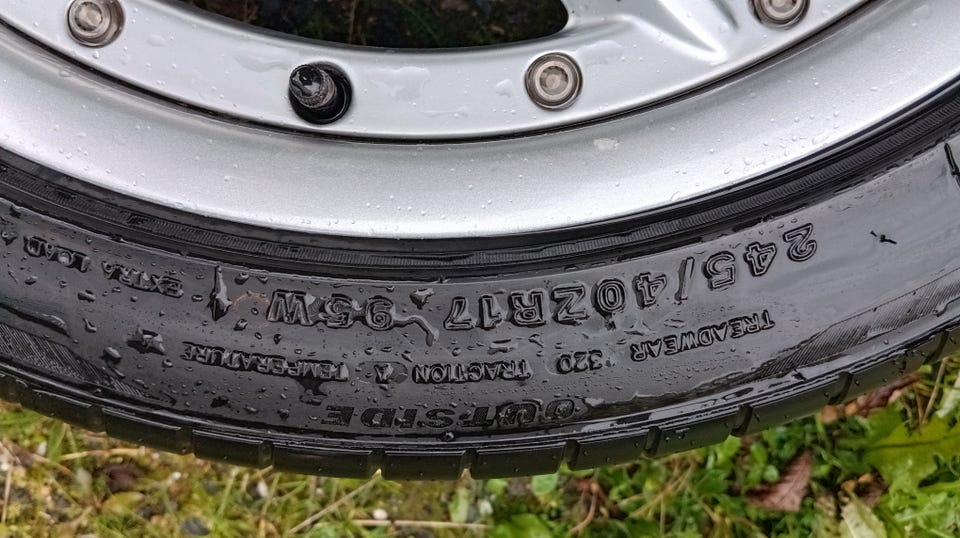 245/40ZR17 95W EXTRA LOAD
TREADWEAR 320 TRACTION A TEMPERATURE
OUTSIDE